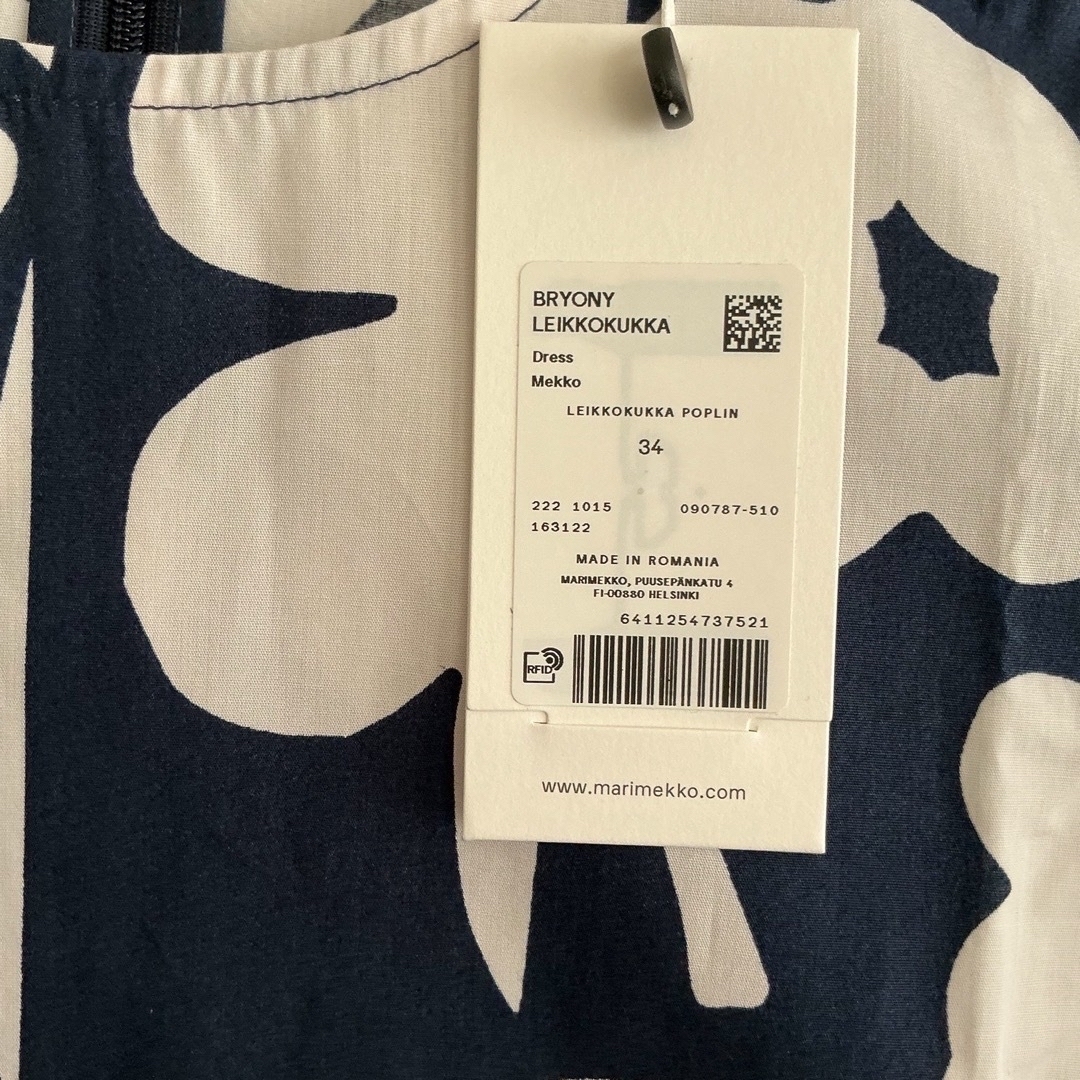 BRYONY
LEIKKOKUKKA
Dress
Mekko
LEIKKOKUKKA POPLIN
34
222 1015 090787-510
163122
MADE IN ROMANIA
MARIMEKKO, PUUSEPÄNKATU 4
FI-00880 HELSINKI
6411254737521
RFID
www.marimekko.com